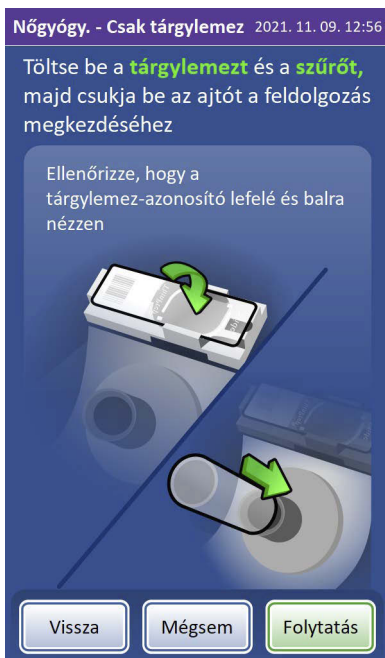 Nőgyógy. - Csak tárgylemez 2021. 11. 09. 12:56
Töltse be a tárgylemezt és a szűrőt,
majd csukja be az ajtót a feldolgozás
megkezdéséhez
Ellenőrizze, hogy a
tárgylemez-azonosító lefelé és balra
nézzen
Vissza
Mégsem
Folytatás